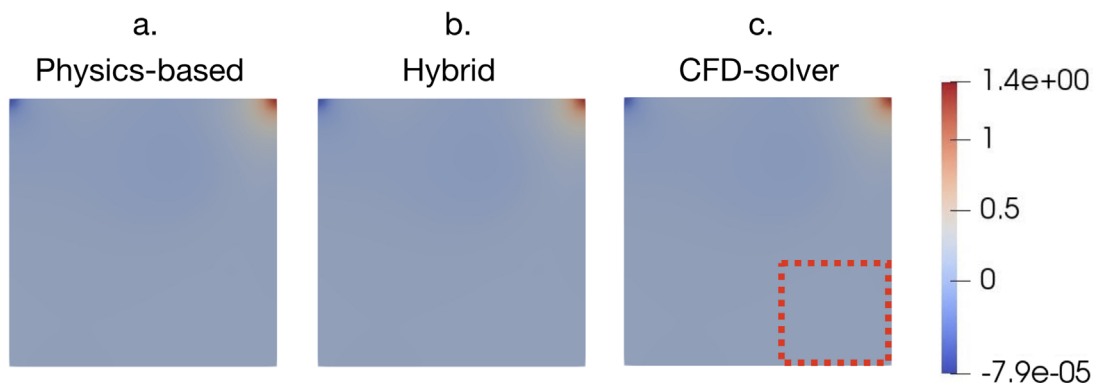 a.
Physics-based
b.
Hybrid
c.
CFD-solver
1.4e+00
1
0.5
0
-7.9e-05